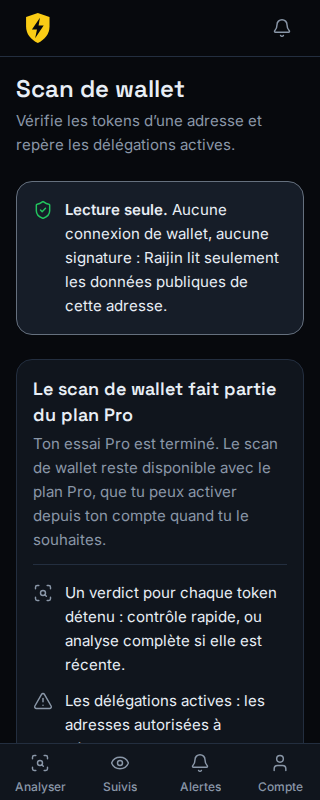 Scan de wallet
Vérifie les tokens d’une adresse et
repère les délégations actives.
Lecture seule. Aucune
connexion de wallet, aucune
signature : Raijin lit seulement
les données publiques de
cette adresse.
Le scan de wallet fait partie
du plan Pro
Ton essai Pro est terminé. Le scan
de wallet reste disponible avec le
plan Pro, que tu peux activer
depuis ton compte quand tu le
souhaites.
Un verdict pour chaque token
détenu : contrôle rapide, ou
analyse complète si elle est
récente.
Les délégations actives : les
adresses autorisées à
Analyser
Suivis
Alertes
Compte